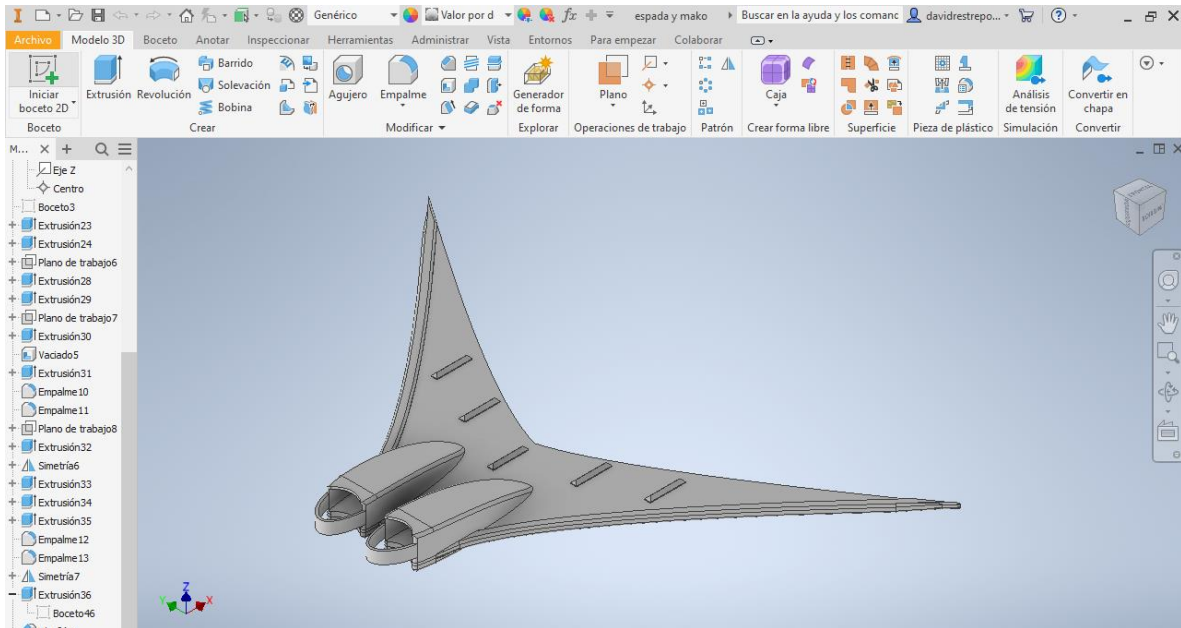 Genérico
Valor por d
fx
espada y mako
Buscar en la ayuda y los comanc
davidrestrepo...
Archivo
Modelo 3D
Boceto
Anotar
Inspeccionar
Herramientas
Administrar
Vista
Entornos
Para empezar
Colaborar
Iniciar
boceto 2D
Extrusión
Revolución
Barrido
Solevación
Bobina
Agujero
Empalme
Generador
de forma
Plano
Caja
Análisis
de tensión
Convertir en
chapa
Boceto
Crear
Modificar
Explorar
Operaciones de trabajo
Patrón
Crear forma libre
Superficie
Pieza de plástico
Simulación
Convertir
M...
Eje Z
Centro
Boceto3
Extrusión23
Extrusión24
Plano de trabajo6
Extrusión28
Extrusión29
Plano de trabajo7
Extrusión30
Vaciado5
Extrusión31
Empalme10
Empalme11
Plano de trabajo8
Extrusión32
Simetría6
Extrusión33
Extrusión34
Extrusión35
Empalme12
Empalme13
Simetría7
Extrusión36
Boceto46
Z
Y
X